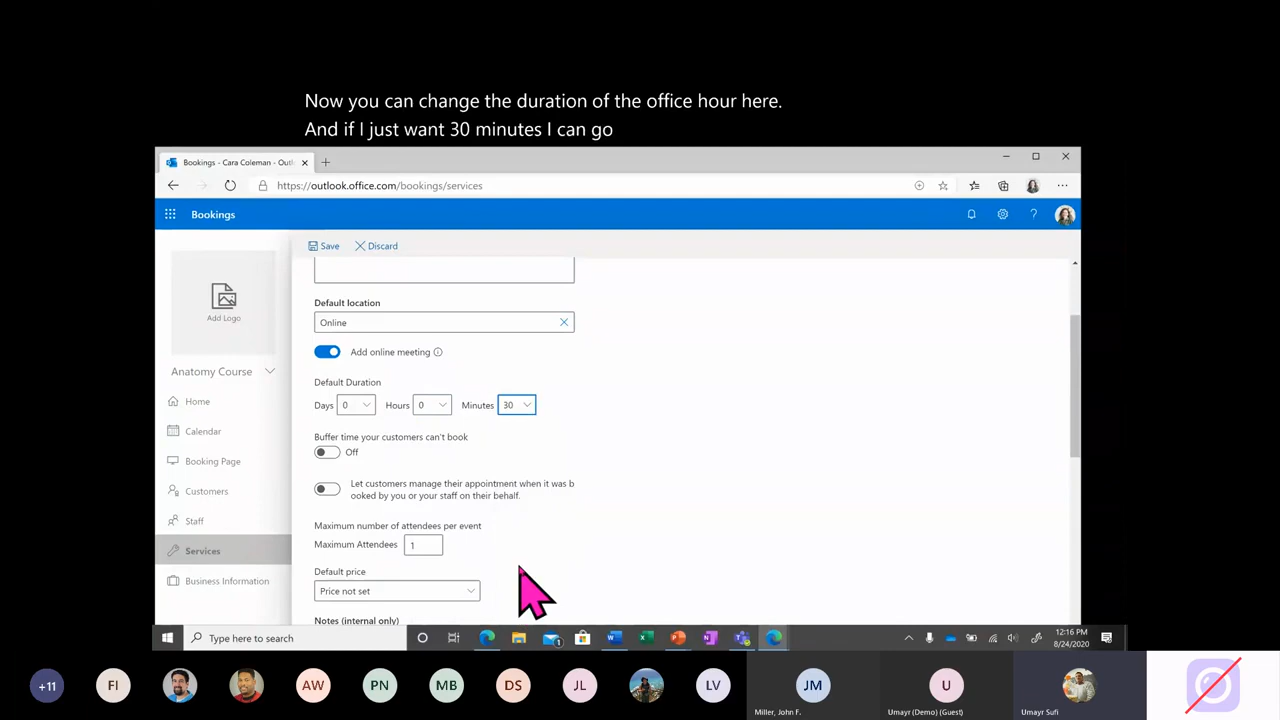 Now you can change the duration of the office hour here.
And if I just want 30 minutes I can go
Bookings - Cara Coleman - Outl
https://outlook.office.com/bookings/services
Bookings
Save Discard
Add Logo
Default location
Online
Add online meeting
Anatomy Course
Default Duration
Home
Days 0 Hours 0 Minutes 30
Calendar
Buffer time your customers can't book
Off
Booking Page
Customers
Let customers manage their appointment when it was b
ooked by you or your staff on their behalf.
Staff
Maximum number of attendees per event
Maximum Attendees 1
Services
Default price
Business Information
Price not set
Notes (internal only)
Type here to search
12:16 PM
8/24/2020
+11 FI AW PN MB DS JL LV JM U
Miller, John F. Umayr (Demo) (Guest) Umayr Sufi